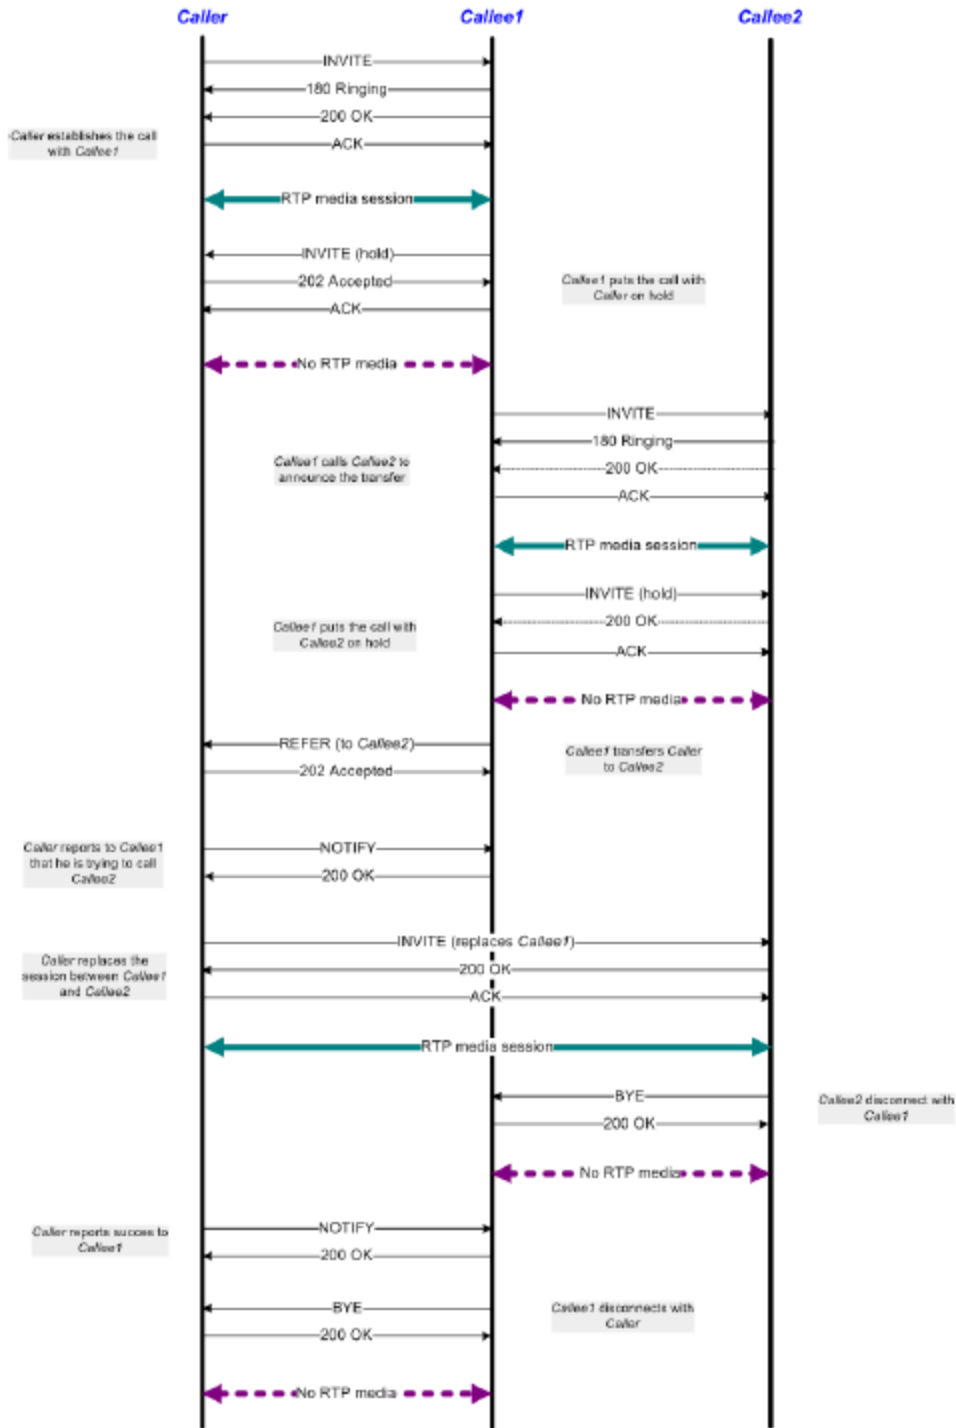 Caller Callee1 Callee2
INVITE
180 Ringing
200 OK
Caller establishes the call
with Callee1
ACK
RTP media session
INVITE (hold)
202 Accepted
Callee1 puts the call with
Caller on hold
ACK
No RTP media
INVITE
180 Ringing
Callee1 calls Callee2 to
announce the transfer
200 OK
ACK
RTP media session
INVITE (hold)
200 OK
Callee1 puts the call with
Callee2 on hold
ACK
No RTP media
REFER (to Callee2)
Callee1 transfers Caller
to Callee2
202 Accepted
Caller reports to Callee1
that he is trying to call
Callee2
NOTIFY
200 OK
INVITE (replaces Callee1)
Caller replaces the
session between Callee1
and Callee2
200 OK
ACK
RTP media session
BYE
Callee2 disconnect with
Callee1
200 OK
No RTP media
Caller reports succes to
Callee1
NOTIFY
200 OK
BYE
Callee1 disconnects with
Caller
200 OK
No RTP media